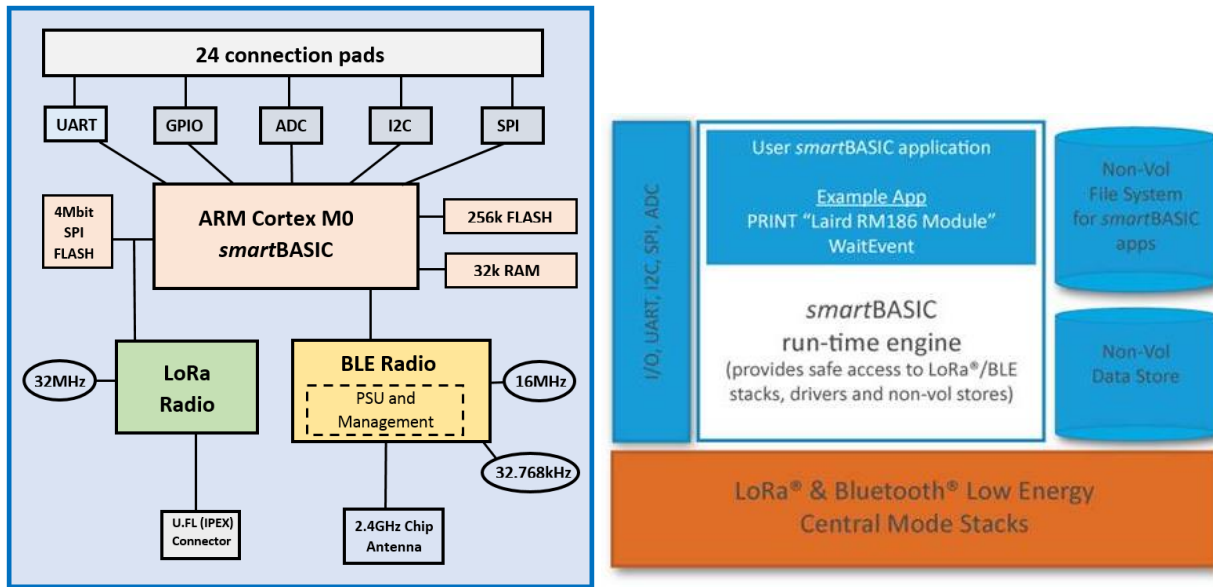 24 connection pads
UART
GPIO
ADC
I2C
SPI
4Mbit
SPI
FLASH
ARM Cortex M0
smartBASIC
256k FLASH
32k RAM
32MHz
LoRa
Radio
BLE Radio
PSU and
Management
16MHz
32.768kHz
U.FL (IPEX)
Connector
2.4GHz Chip
Antenna
I/O, UART, I2C, SPI, ADC
User smartBASIC application
Example App
PRINT “Laird RM186 Module”
WaitEvent
smartBASIC
run-time engine
(provides safe access to LoRa®/BLE
stacks, drivers and non-vol stores)
Non-Vol
File System
for smartBASIC
apps
Non-Vol
Data Store
LoRa® & Bluetooth® Low Energy
Central Mode Stacks